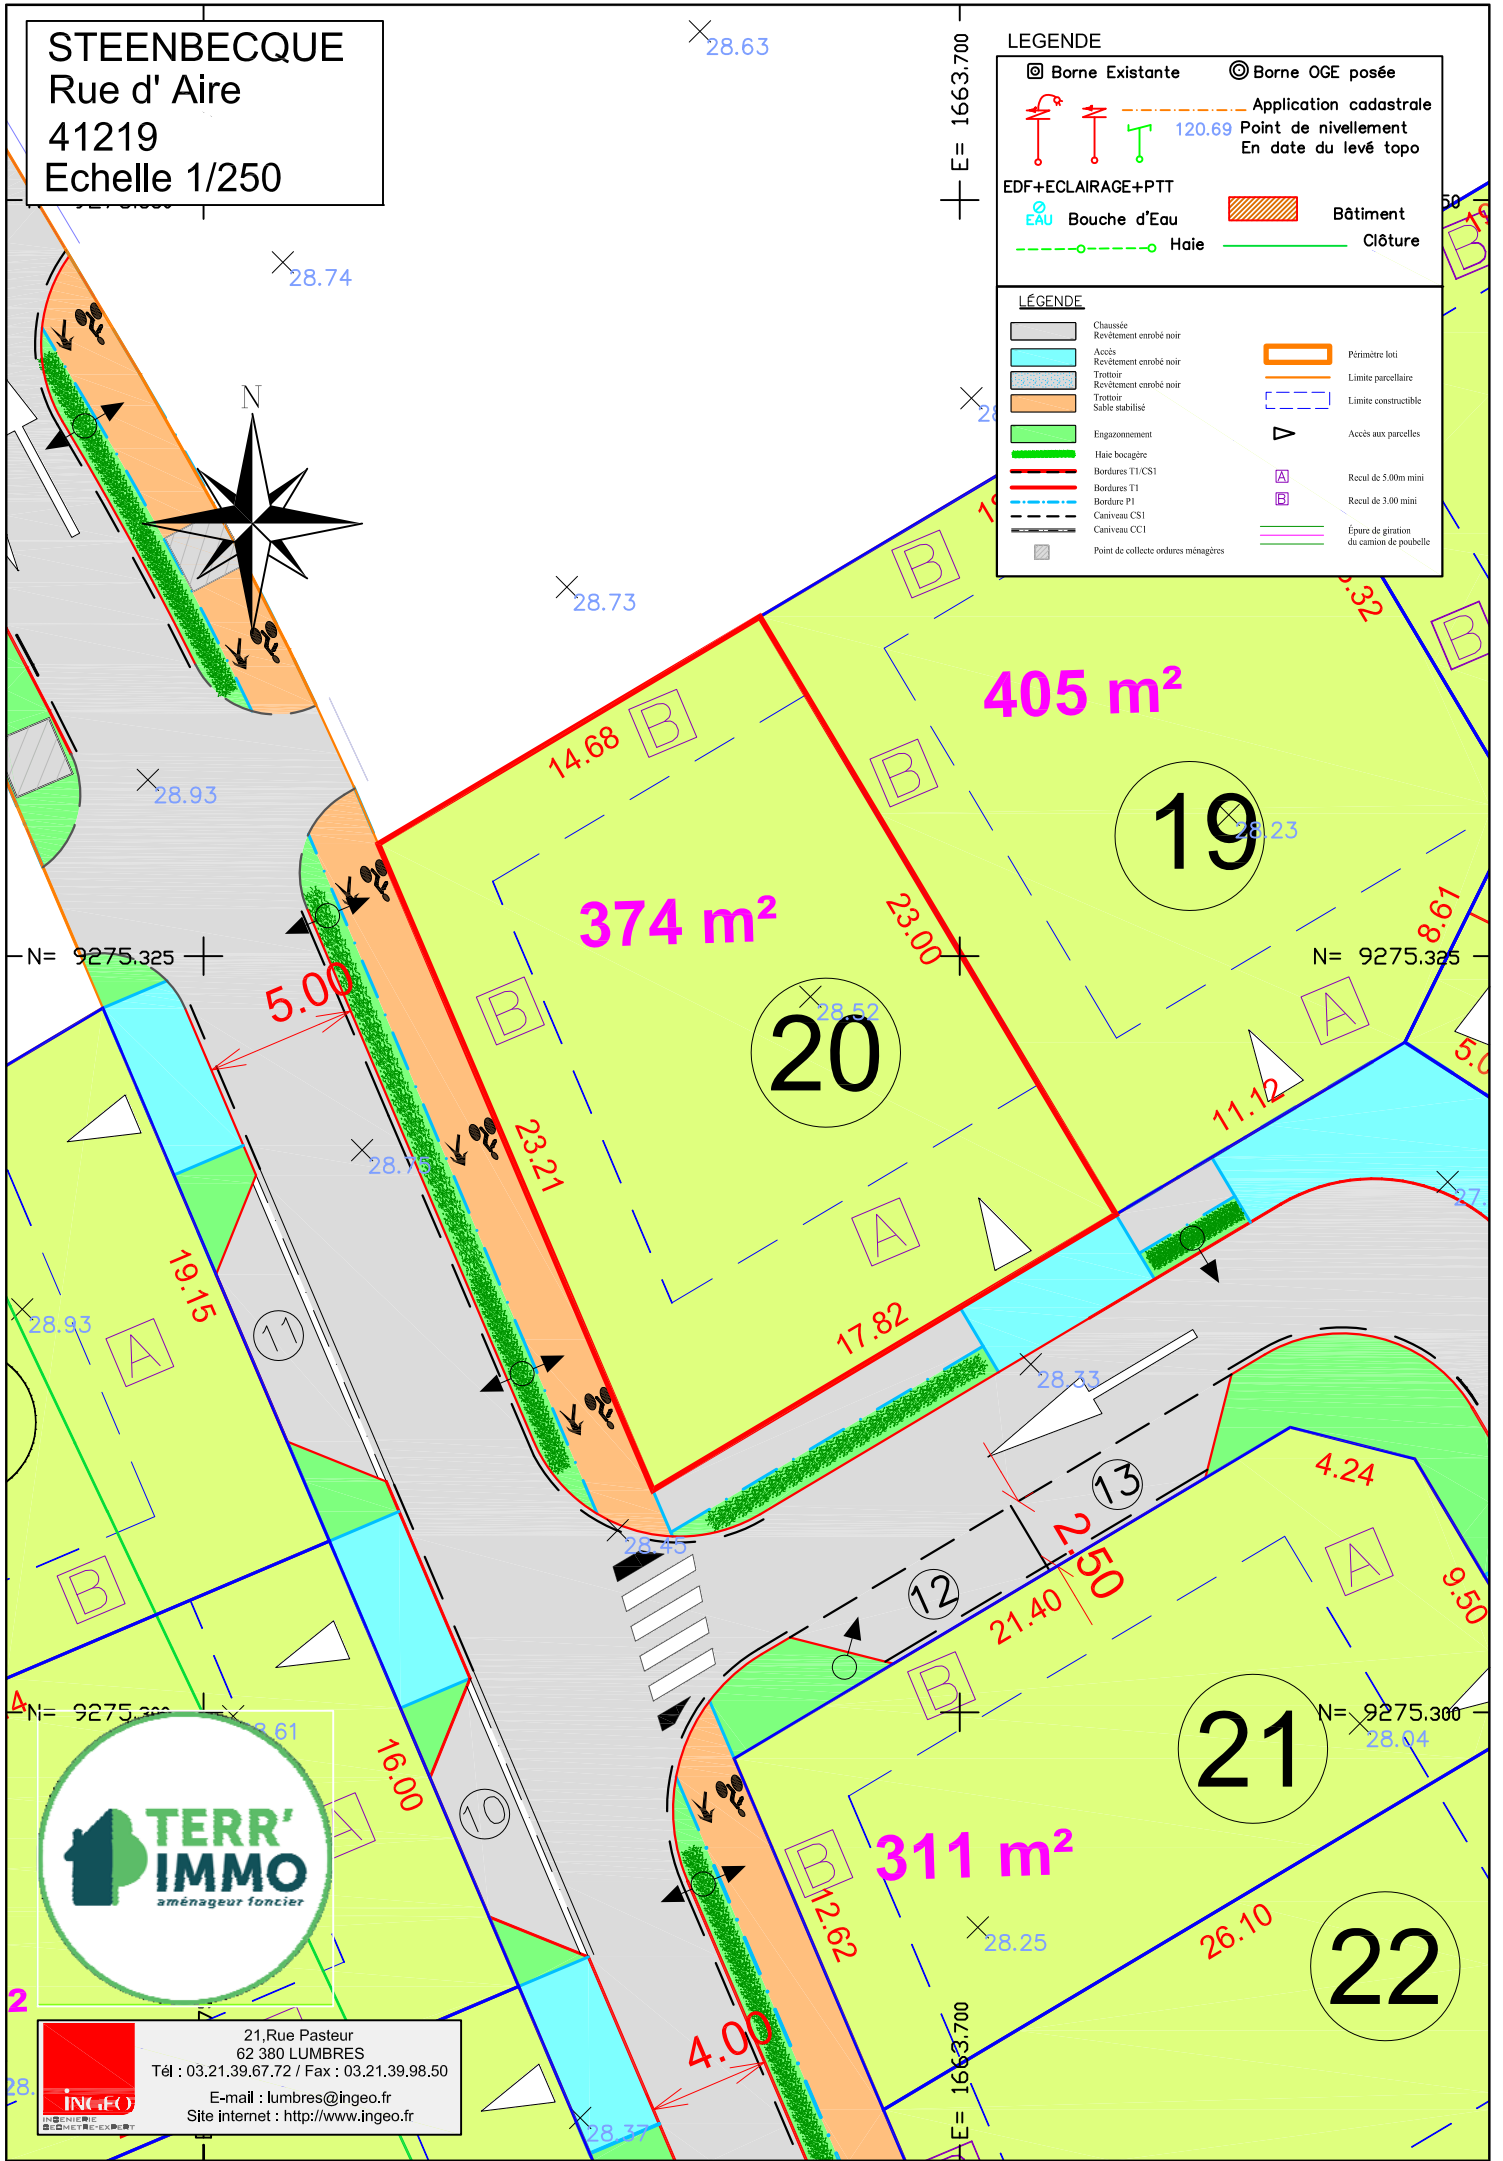 STEENBECQUE
Rue d' Aire
41219
Echelle 1/250
28.63
E= 1663.700
LEGENDE
Borne Existante
Borne OGE posée
Application cadastrale
120.69 Point de nivellement
En date du levé topo
EDF+ECLAIRAGE+PTT
EAU Bouche d'Eau
Bâtiment
Haie
Clôture
28.74
LÉGENDE
Chaussée
Revêtement enrobé noir
Accès
Revêtement enrobé noir
Trottoir
Revêtement enrobé noir
Trottoir
Sable stabilisé
Engazonnement
Haie bocagère
Bordures T1/CS1
Bordures T1
Bordure P1
Caniveau CS1
Caniveau CC1
Point de collecte ordures ménagères
Périmètre loti
Limite parcellaire
Limite constructible
Accès aux parcelles
A Recul de 5.00m mini
B Recul de 3.00 mini
Épure de giration
du camion de poubelle
N
B
B
B
28.73
405 m²
14.68
B
B
28.93
19
28.23
374 m²
23.00
8.61
N= 9275.325
N= 9275.325
5.00
B
28.52
20
A
11.12
28.75
23.21
A
19.15
17.82
28.93
11
A
28.33
13
4.24
2.50
28.45
B
12
21.40
A
9.50
B
N= 9275.300
28.04
21
16.00
10
A
TERR'
IMMO
aménageur foncier
311 m²
B
12.62
28.25
26.10
22
E= 1663.700
4.00
28.37
INGEO
INGENIERIE
GEOMETRE-EXPERT
21,Rue Pasteur
62 380 LUMBRES
Tél : 03.21.39.67.72 / Fax : 03.21.39.98.50
E-mail : lumbres@ingeo.fr
Site internet : http://www.ingeo.fr